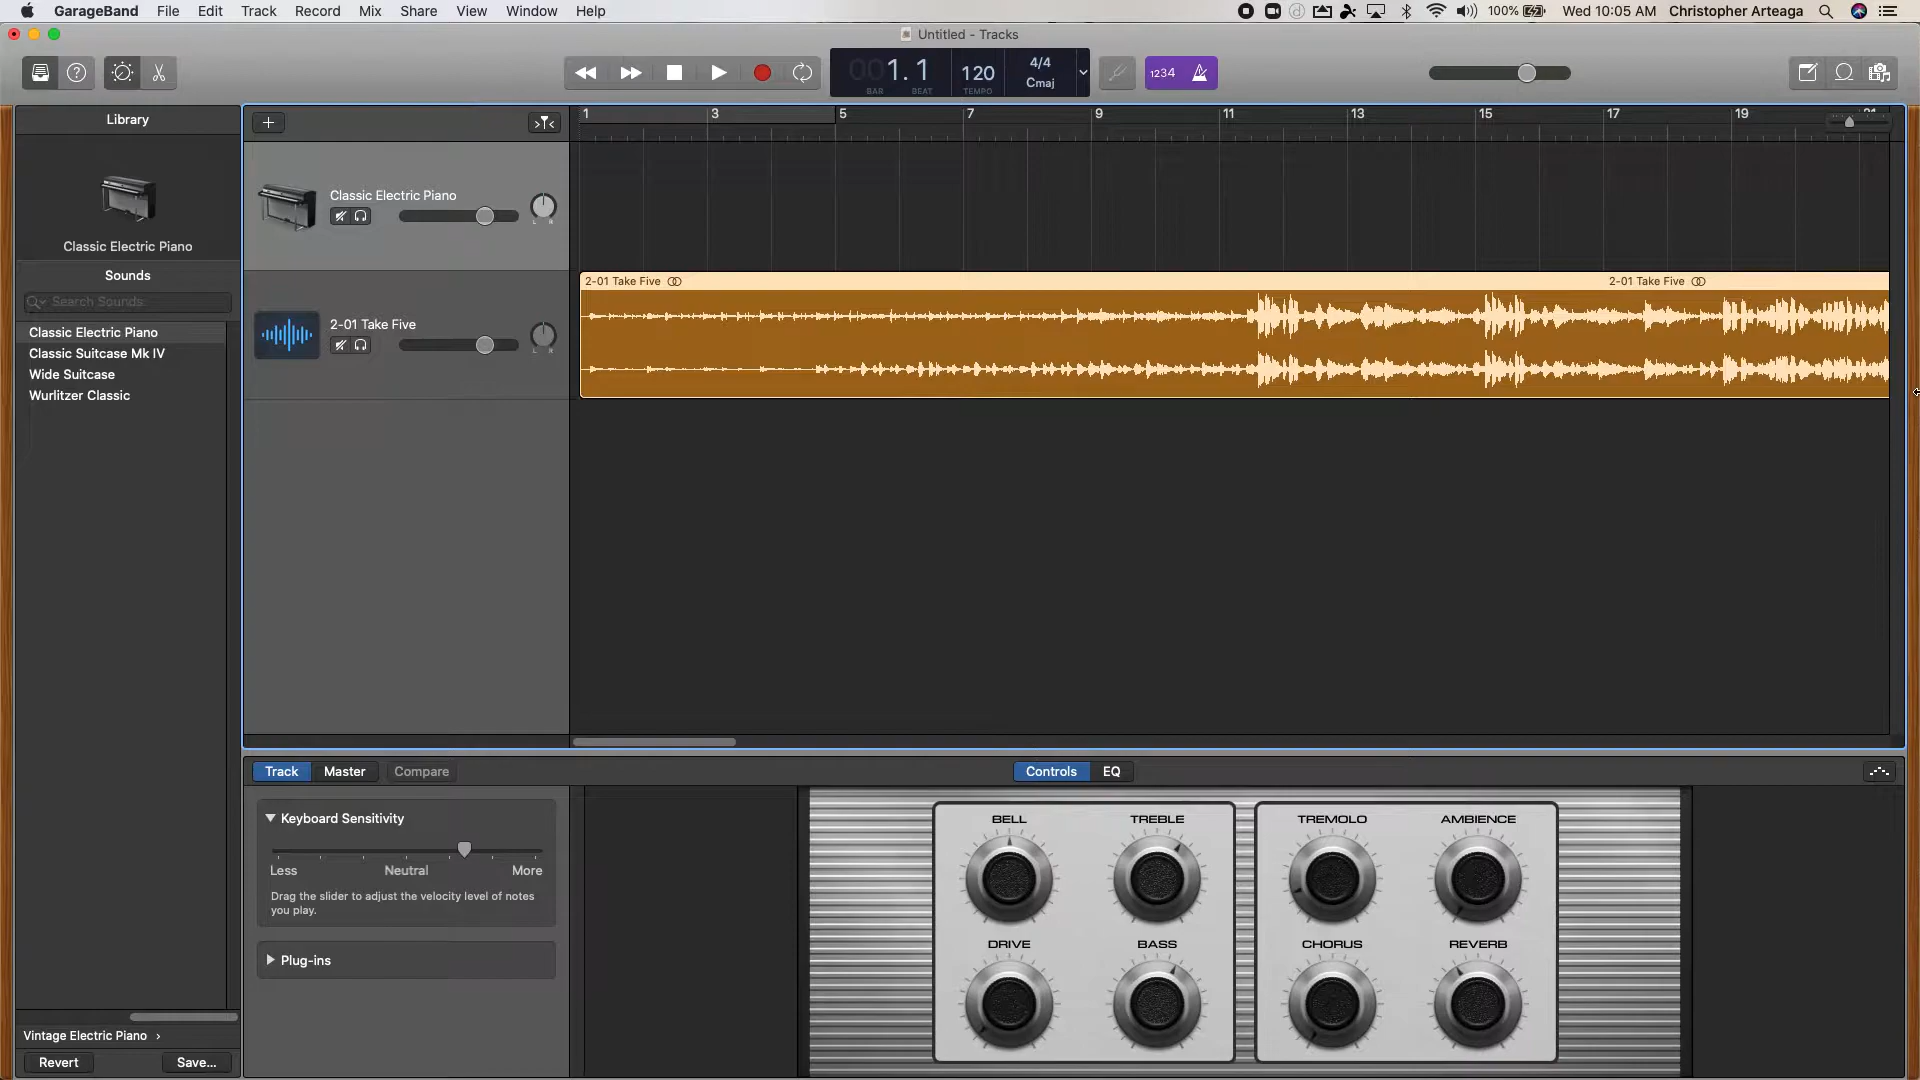 GarageBand File Edit Track Record Mix Share View Window Help 100% Wed 10:05 AM Christopher Arteaga
Untitled - Tracks
001. 1 120 4/4 1234
Cmaj
BAR BEAT TEMPO
Library
1 3 5 7 9 11 13 15 17 19
Classic Electric Piano
L R
Classic Electric Piano
Sounds
Search Sounds
2-01 Take Five 2-01 Take Five
2-01 Take Five
L R
Classic Electric Piano
Classic Suitcase Mk IV
Wide Suitcase
Wurlitzer Classic
Track Master Compare Controls EQ
Keyboard Sensitivity
Less Neutral More
Drag the slider to adjust the velocity level of notes
you play.
Plug-ins
BELL TREBLE TREMOLO AMBIENCE
DRIVE BASS CHORUS REVERB
Vintage Electric Piano ›
Revert Save...